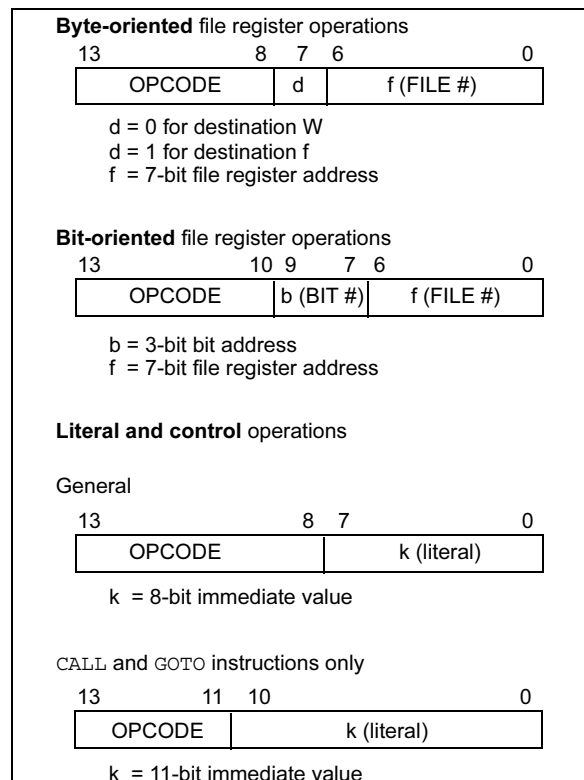 Byte-oriented file register operations
13 8 7 6 0
OPCODE d f (FILE #)
d = 0 for destination W
d = 1 for destination f
f = 7-bit file register address
Bit-oriented file register operations
13 10 9 7 6 0
OPCODE b (BIT #) f (FILE #)
b = 3-bit bit address
f = 7-bit file register address
Literal and control operations
General
13 8 7 0
OPCODE k (literal)
k = 8-bit immediate value
CALL and GOTO instructions only
13 11 10 0
OPCODE k (literal)
k = 11-bit immediate value